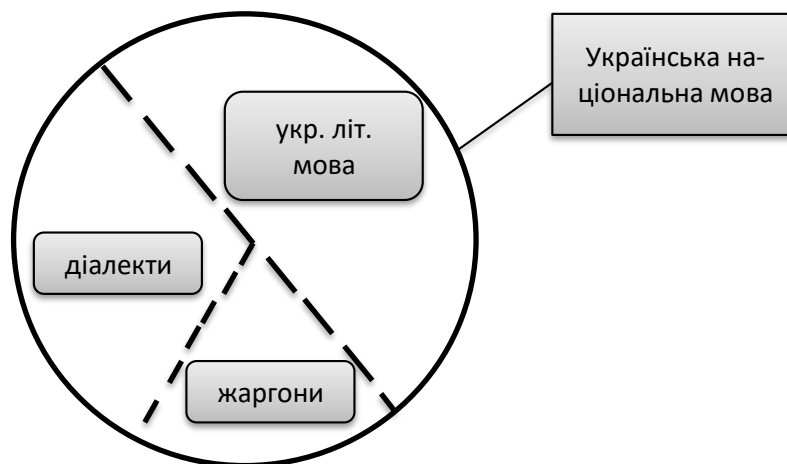 Українська на-
ціональна мова
укр. літ.
мова
діалекти
жаргони